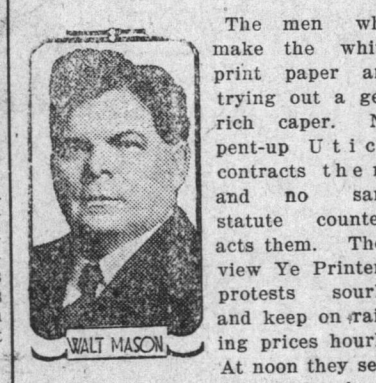 The men wh
make the whi
print paper a
trying out a ge
rich caper. N
pent-up Utic
contracts the
and no sa
statute counte
acts them. The
view Ye Printer
protests sour
and keep on rai
ing prices hourl
At noon they se
WALT MASON